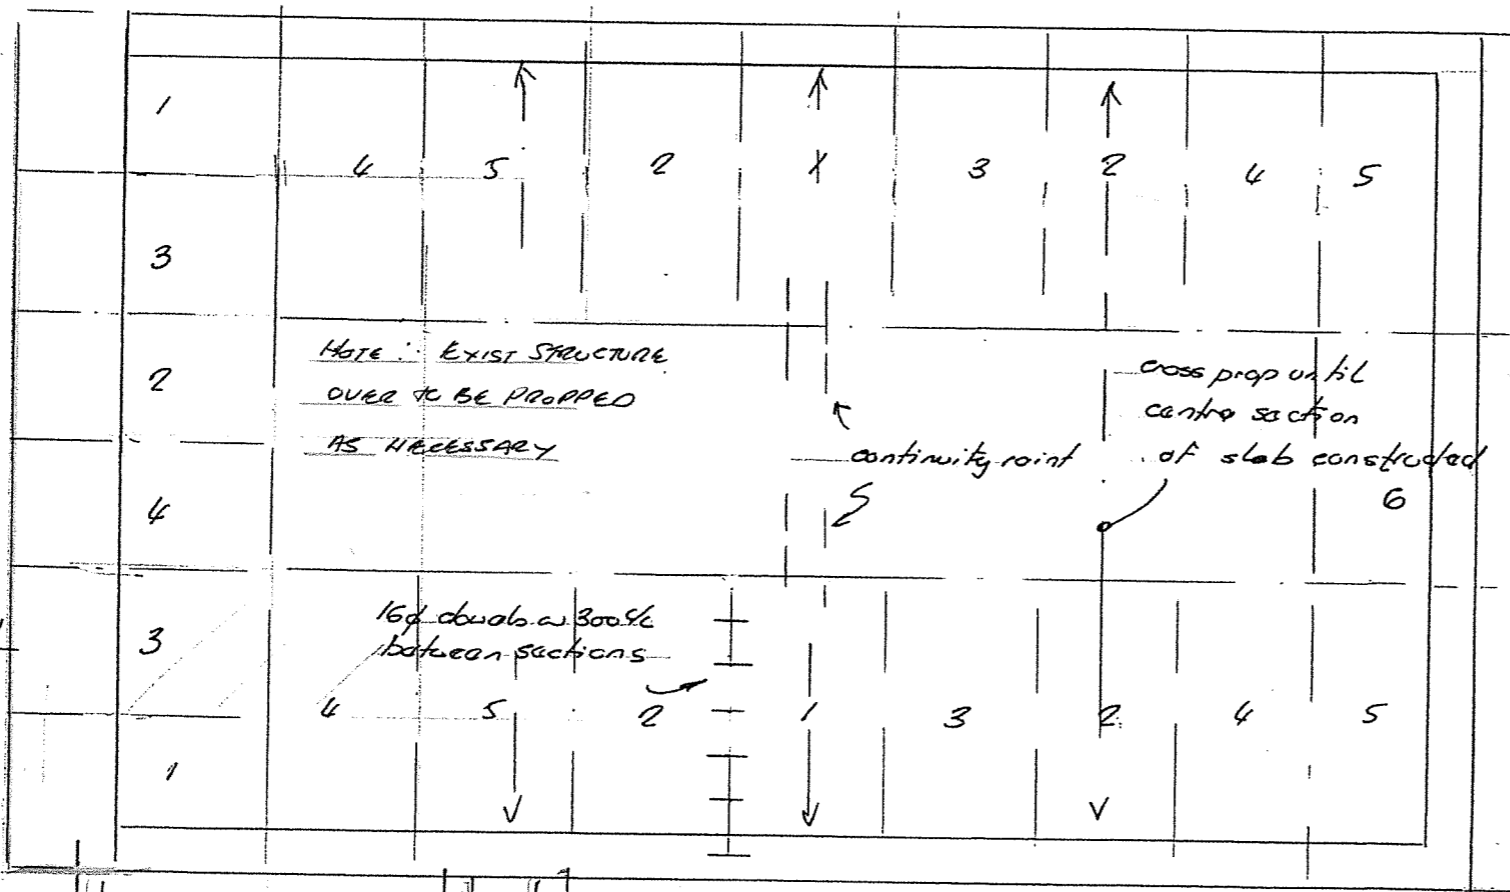 1
4 5 2 1 3 2 4 5
3
NOTE : EXIST STRUCTURE
OVER TO BE PROPPED
AS NECESSARY
2
cross prop until
centre section
of slab constructed
continuity joint
6
4
16ϕ dowels @ 300 c/c
between sections
3
4 5 2 1 3 2 4 5
1